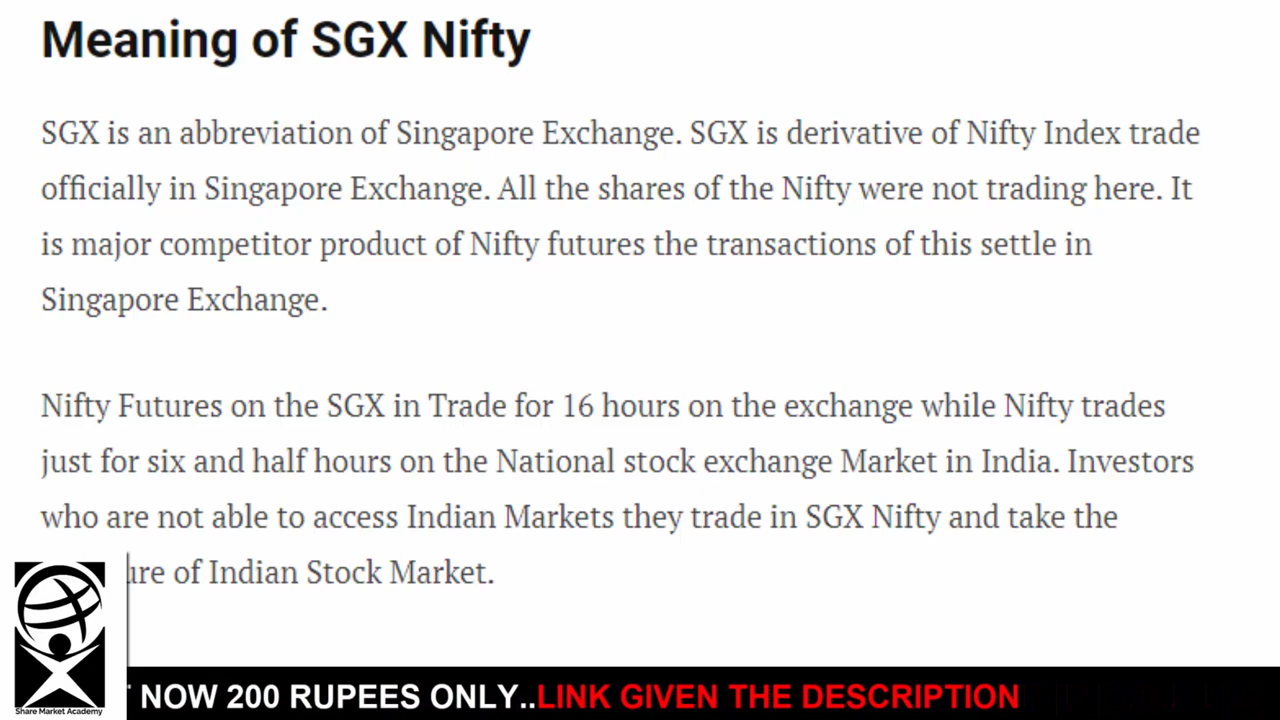 Meaning of SGX Nifty
SGX is an abbreviation of Singapore Exchange. SGX is derivative of Nifty Index trade
officially in Singapore Exchange. All the shares of the Nifty were not trading here. It
is major competitor product of Nifty futures the transactions of this settle in
Singapore Exchange.
Nifty Futures on the SGX in Trade for 16 hours on the exchange while Nifty trades
just for six and half hours on the National stock exchange Market in India. Investors
who are not able to access Indian Markets they trade in SGX Nifty and take the
of Indian Stock Market.
Share Market Academy
NOW 200 RUPEES ONLY..LINK GIVEN THE DESCRIPTION